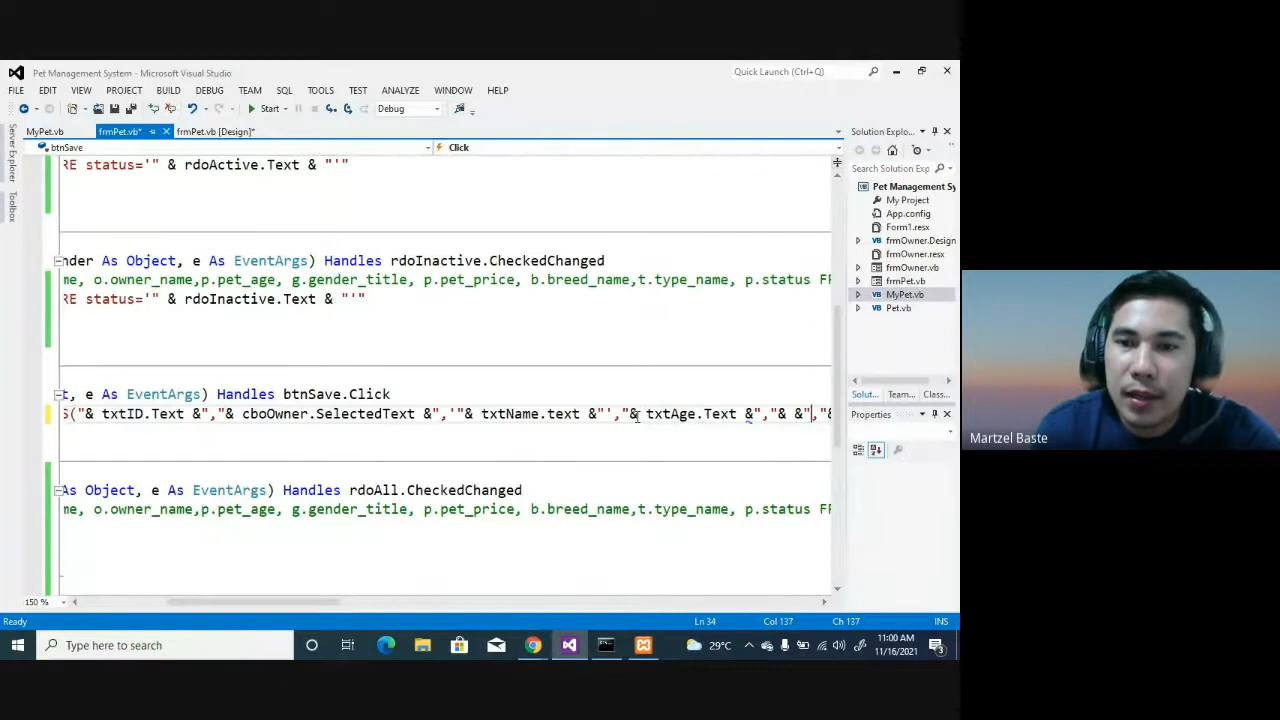 Pet Management System - Microsoft Visual Studio
Quick Launch (Ctrl+Q)
FILE EDIT VIEW PROJECT BUILD DEBUG TEAM SQL TOOLS TEST ANALYZE WINDOW HELP
Start Debug
MyPet.vb frmPet.vb* frmPet.vb [Design]*
btnSave Click
RE status='" & rdoActive.Text & "'"
nder As Object, e As EventArgs) Handles rdoInactive.CheckedChanged
me, o.owner_name,p.pet_age, g.gender_title, p.pet_price, b.breed_name,t.type_name, p.status FR
RE status='" & rdoInactive.Text & "'"
t, e As EventArgs) Handles btnSave.Click
S("& txtID.Text &","& cboOwner.SelectedText &",'"& txtName.text &"',"& txtAge.Text &","& &","&
As Object, e As EventArgs) Handles rdoAll.CheckedChanged
me, o.owner_name,p.pet_age, g.gender_title, p.pet_price, b.breed_name,t.type_name, p.status FR
150 %
Server Explorer
Toolbox
Solution Explo...
Search Solution Exp
Pet Management Sy
My Project
App.config
Form1.resx
frmOwner.Design
frmOwner.resx
frmOwner.vb
frmPet.vb
MyPet.vb
Pet.vb
Solut... Team... Class...
Properties
Ready Ln 34 Col 137 Ch 137 INS
Type here to search
29°C
11:00 AM
11/16/2021
3
Martzel Baste